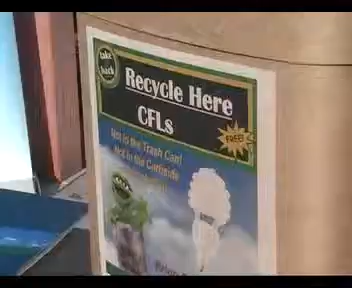 take
back
Recycle Here
CFLs
FREE!
Not in the Trash Can!
Not in the Curbside